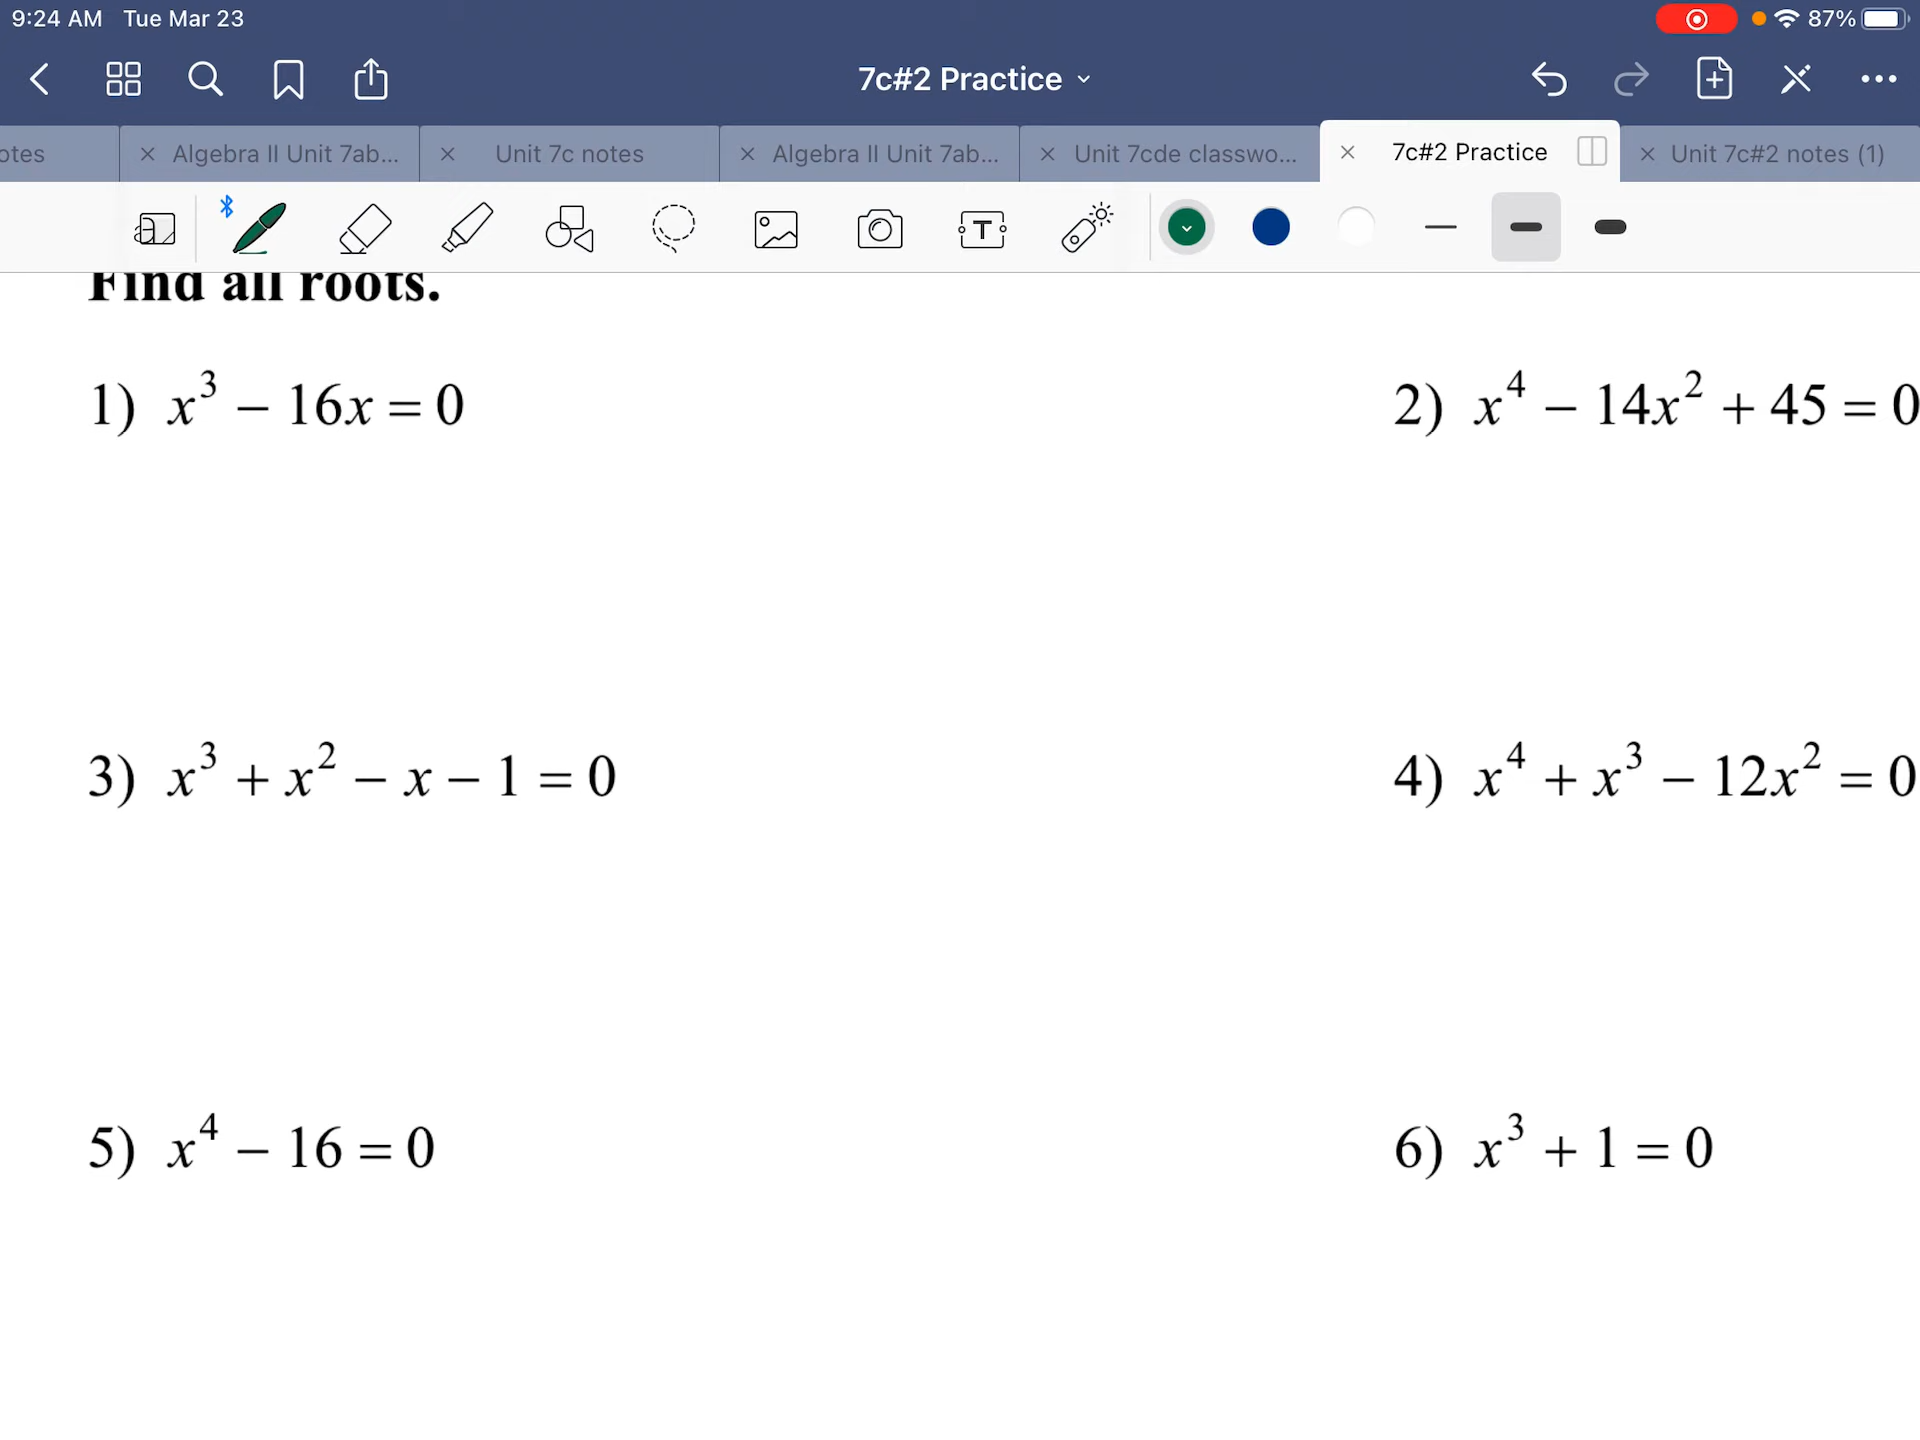 9:24 AM Tue Mar 23 87%
7c#2 Practice
otes Algebra II Unit 7ab... Unit 7c notes Algebra II Unit 7ab... Unit 7cde classwo... 7c#2 Practice Unit 7c#2 notes (1)
Find all roots.
1) x³ − 16x = 0 2) x⁴ − 14x² + 45 = 0
3) x³ + x² − x − 1 = 0 4) x⁴ + x³ − 12x² = 0
5) x⁴ − 16 = 0 6) x³ + 1 = 0